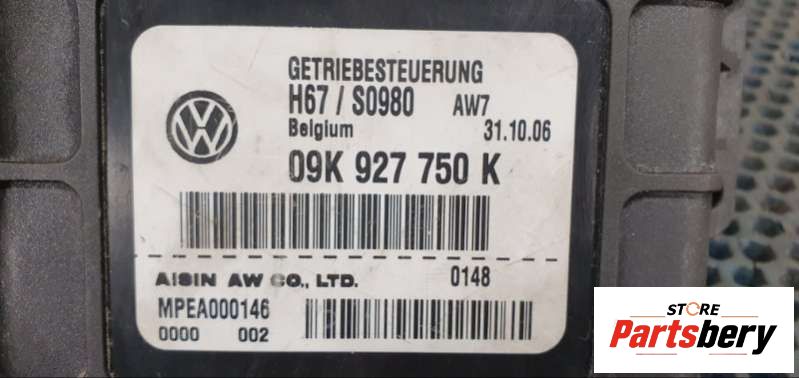 GETRIEBESTEUERUNG
H67 / S0980 AW7
Belgium 31.10.06
09K 927 750 K
AISIN AW CO., LTD. 0148
MPEA000146
0000 002
STORE
Partsbery